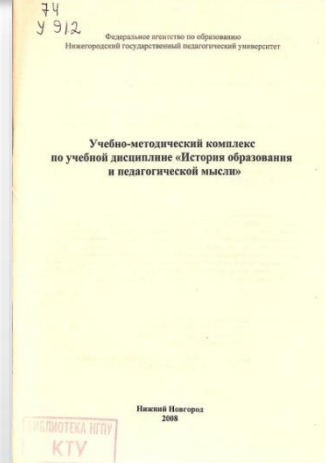 74
У 912
Федеральное агентство по образованию
Нижегородский государственный педагогический университет
Учебно-методический комплекс
по учебной дисциплине «История образования
и педагогической мысли»
Нижний Новгород
2008
БИБЛИОТЕКА НГПУ
КТУ